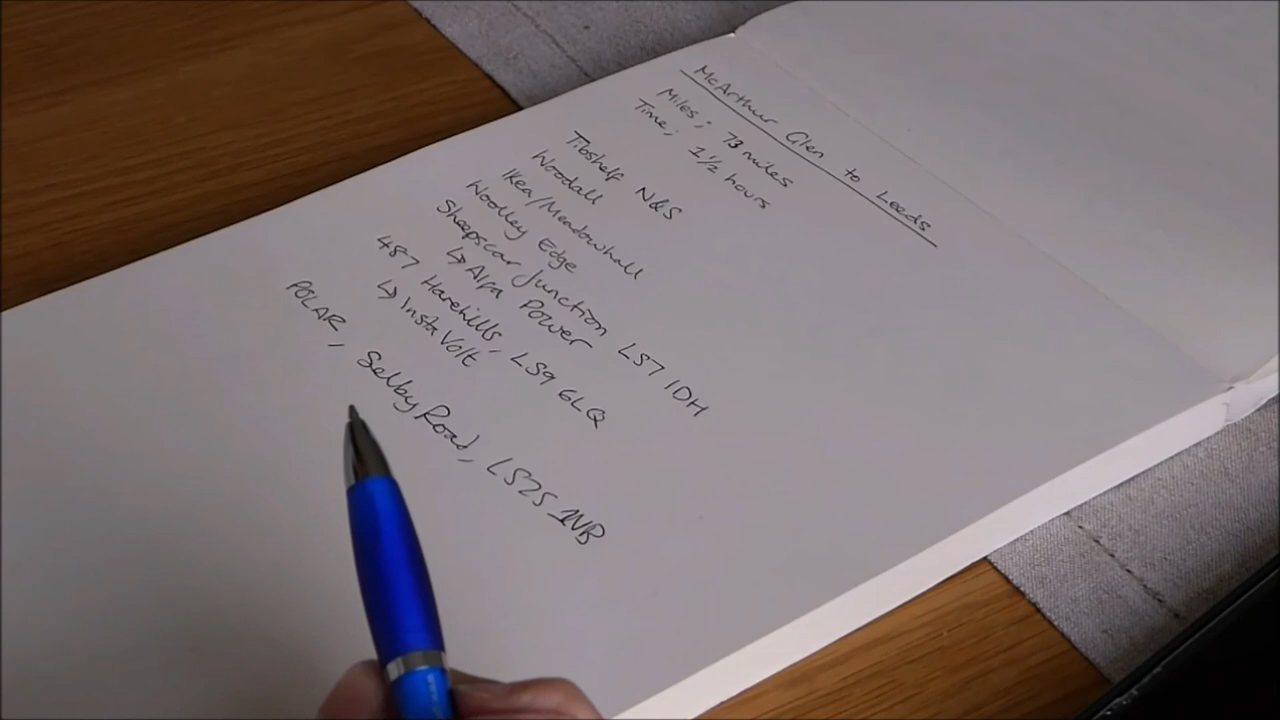 McArthur Glen to Leeds
Miles; 73 miles
Time; 1½ hours
Tibshelf N&S
Woodall
Ikea/Meadowhall
Woolley Edge
Sheepscar Junction LS7 1DH
↳ Alfa Power
487 Harehills, LS9 6LQ
↳ InstaVolt
POLAR, Selby Road, LS25 1NB